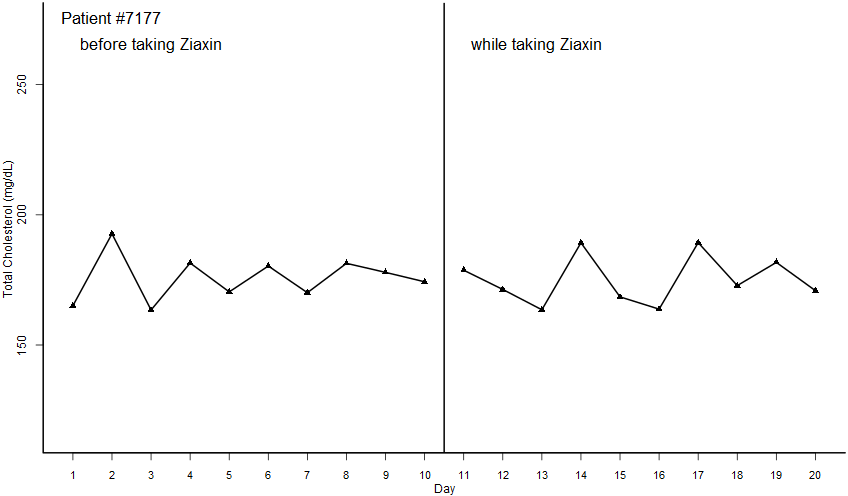 Patient #7177
before taking Ziaxin
while taking Ziaxin
Total Cholesterol (mg/dL)
250
200
150
1 2 3 4 5 6 7 8 9 10 11 12 13 14 15 16 17 18 19 20
Day